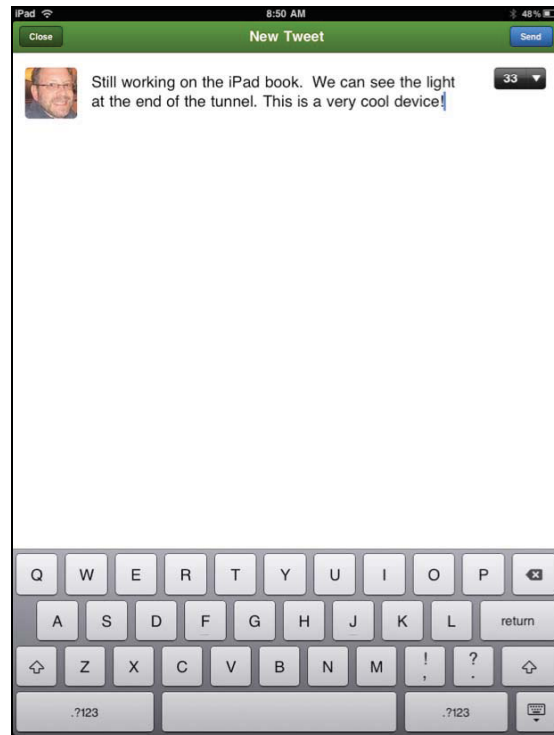 iPad 8:50 AM 48%
Close New Tweet Send
Still working on the iPad book.  We can see the light 33
at the end of the tunnel. This is a very cool device!
Q W E R T Y U I O P
A S D F G H J K L return
Z X C V B N M ! , ? .
.?123 .?123